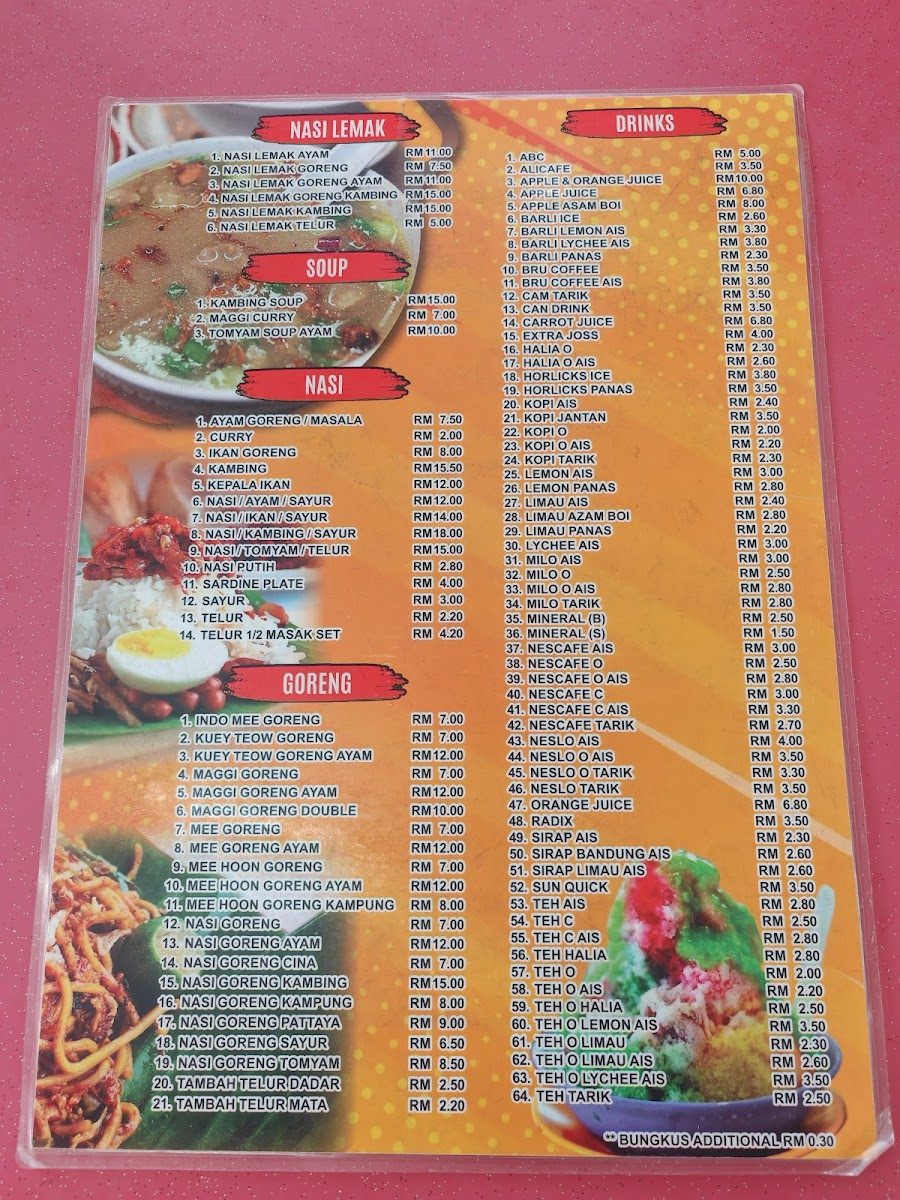 NASI LEMAK
1. NASI LEMAK AYAM RM 11.00
2. NASI LEMAK GORENG RM 7.50
3. NASI LEMAK GORENG AYAM RM 11.00
4. NASI LEMAK GORENG KAMBING RM 15.00
5. NASI LEMAK KAMBING RM 15.00
6. NASI LEMAK TELUR RM 5.00
SOUP
1. KAMBING SOUP RM 15.00
2. MAGGI CURRY RM 7.00
3. TOMYAM SOUP AYAM RM 10.00
NASI
1. AYAM GORENG / MASALA RM 7.50
2. CURRY RM 2.00
3. IKAN GORENG RM 8.00
4. KAMBING RM 15.50
5. KEPALA IKAN RM 12.00
6. NASI / AYAM / SAYUR RM 12.00
7. NASI / IKAN / SAYUR RM 14.00
8. NASI / KAMBING / SAYUR RM 18.00
9. NASI / TOMYAM / TELUR RM 15.00
10. NASI PUTIH RM 2.80
11. SARDINE PLATE RM 4.00
12. SAYUR RM 3.00
13. TELUR RM 2.20
14. TELUR 1/2 MASAK SET RM 4.20
GORENG
1. INDO MEE GORENG RM 7.00
2. KUEY TEOW GORENG RM 7.00
3. KUEY TEOW GORENG AYAM RM 12.00
4. MAGGI GORENG RM 7.00
5. MAGGI GORENG AYAM RM 12.00
6. MAGGI GORENG DOUBLE RM 10.00
7. MEE GORENG RM 7.00
8. MEE GORENG AYAM RM 12.00
9. MEE HOON GORENG RM 7.00
10. MEE HOON GORENG AYAM RM 12.00
11. MEE HOON GORENG KAMPUNG RM 8.00
12. NASI GORENG RM 7.00
13. NASI GORENG AYAM RM 12.00
14. NASI GORENG CINA RM 7.00
15. NASI GORENG KAMBING RM 15.00
16. NASI GORENG KAMPUNG RM 8.00
17. NASI GORENG PATTAYA RM 9.00
18. NASI GORENG SAYUR RM 6.50
19. NASI GORENG TOMYAM RM 8.50
20. TAMBAH TELUR DADAR RM 2.50
21. TAMBAH TELUR MATA RM 2.20
DRINKS
1. ABC RM 5.00
2. ALICAFE RM 3.50
3. APPLE & ORANGE JUICE RM 10.00
4. APPLE JUICE RM 6.80
5. APPLE ASAM BOI RM 8.00
6. BARLI ICE RM 2.60
7. BARLI LEMON AIS RM 3.30
8. BARLI LYCHEE AIS RM 3.80
9. BARLI PANAS RM 2.30
10. BRU COFFEE RM 3.50
11. BRU COFFEE AIS RM 3.80
12. CAM TARIK RM 3.50
13. CAN DRINK RM 3.50
14. CARROT JUICE RM 6.80
15. EXTRA JOSS RM 4.00
16. HALIA O RM 2.30
17. HALIA O AIS RM 2.60
18. HORLICKS ICE RM 3.80
19. HORLICKS PANAS RM 3.50
20. KOPI AIS RM 2.40
21. KOPI JANTAN RM 3.50
22. KOPI O RM 2.00
23. KOPI O AIS RM 2.20
24. KOPI TARIK RM 2.30
25. LEMON AIS RM 3.00
26. LEMON PANAS RM 2.80
27. LIMAU AIS RM 2.40
28. LIMAU AZAM BOI RM 2.80
29. LIMAU PANAS RM 2.20
30. LYCHEE AIS RM 3.00
31. MILO AIS RM 3.00
32. MILO O RM 2.50
33. MILO O AIS RM 2.80
34. MILO TARIK RM 2.80
35. MINERAL (B) RM 2.50
36. MINERAL (S) RM 1.50
37. NESCAFE AIS RM 3.00
38. NESCAFE O RM 2.50
39. NESCAFE O AIS RM 2.80
40. NESCAFE C RM 3.00
41. NESCAFE C AIS RM 3.30
42. NESCAFE TARIK RM 2.70
43. NESLO AIS RM 4.00
44. NESLO O AIS RM 3.50
45. NESLO O TARIK RM 3.30
46. NESLO TARIK RM 3.50
47. ORANGE JUICE RM 6.80
48. RADIX RM 3.50
49. SIRAP AIS RM 2.30
50. SIRAP BANDUNG AIS RM 2.60
51. SIRAP LIMAU AIS RM 2.60
52. SUN QUICK RM 3.50
53. TEH AIS RM 2.80
54. TEH C RM 2.50
55. TEH C AIS RM 2.80
56. TEH HALIA RM 2.80
57. TEH O RM 2.00
58. TEH O AIS RM 2.20
59. TEH O HALIA RM 2.50
60. TEH O LEMON AIS RM 3.50
61. TEH O LIMAU RM 2.30
62. TEH O LIMAU AIS RM 2.60
63. TEH O LYCHEE AIS RM 3.50
64. TEH TARIK RM 2.50
** BUNGKUS ADDITIONAL RM 0.30